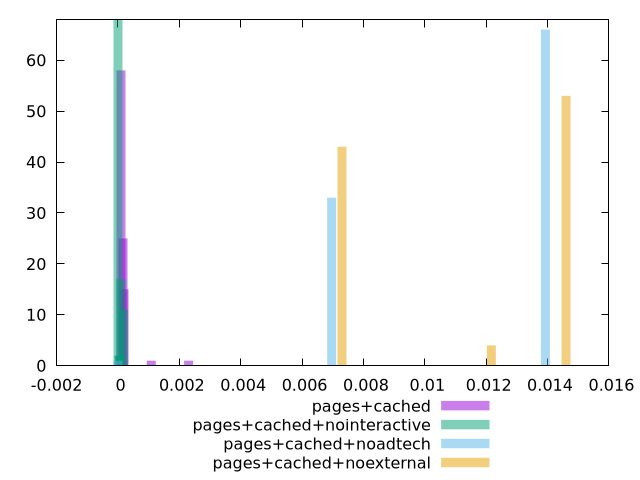 60
50
40
30
20
10
0
-0.002 0 0.002 0.004 0.006 0.008 0.01 0.012 0.014 0.016
pages+cached
pages+cached+nointeractive
pages+cached+noadtech
pages+cached+noexternal